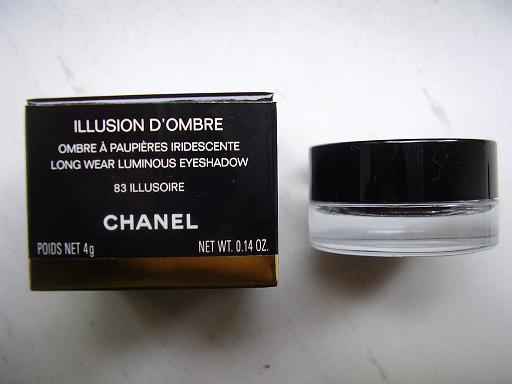 ILLUSION D'OMBRE
OMBRE À PAUPIÈRES IRIDESCENTE
LONG WEAR LUMINOUS EYESHADOW
83 ILLUSOIRE
CHANEL
POIDS NET 4g NET WT. 0.14 OZ.